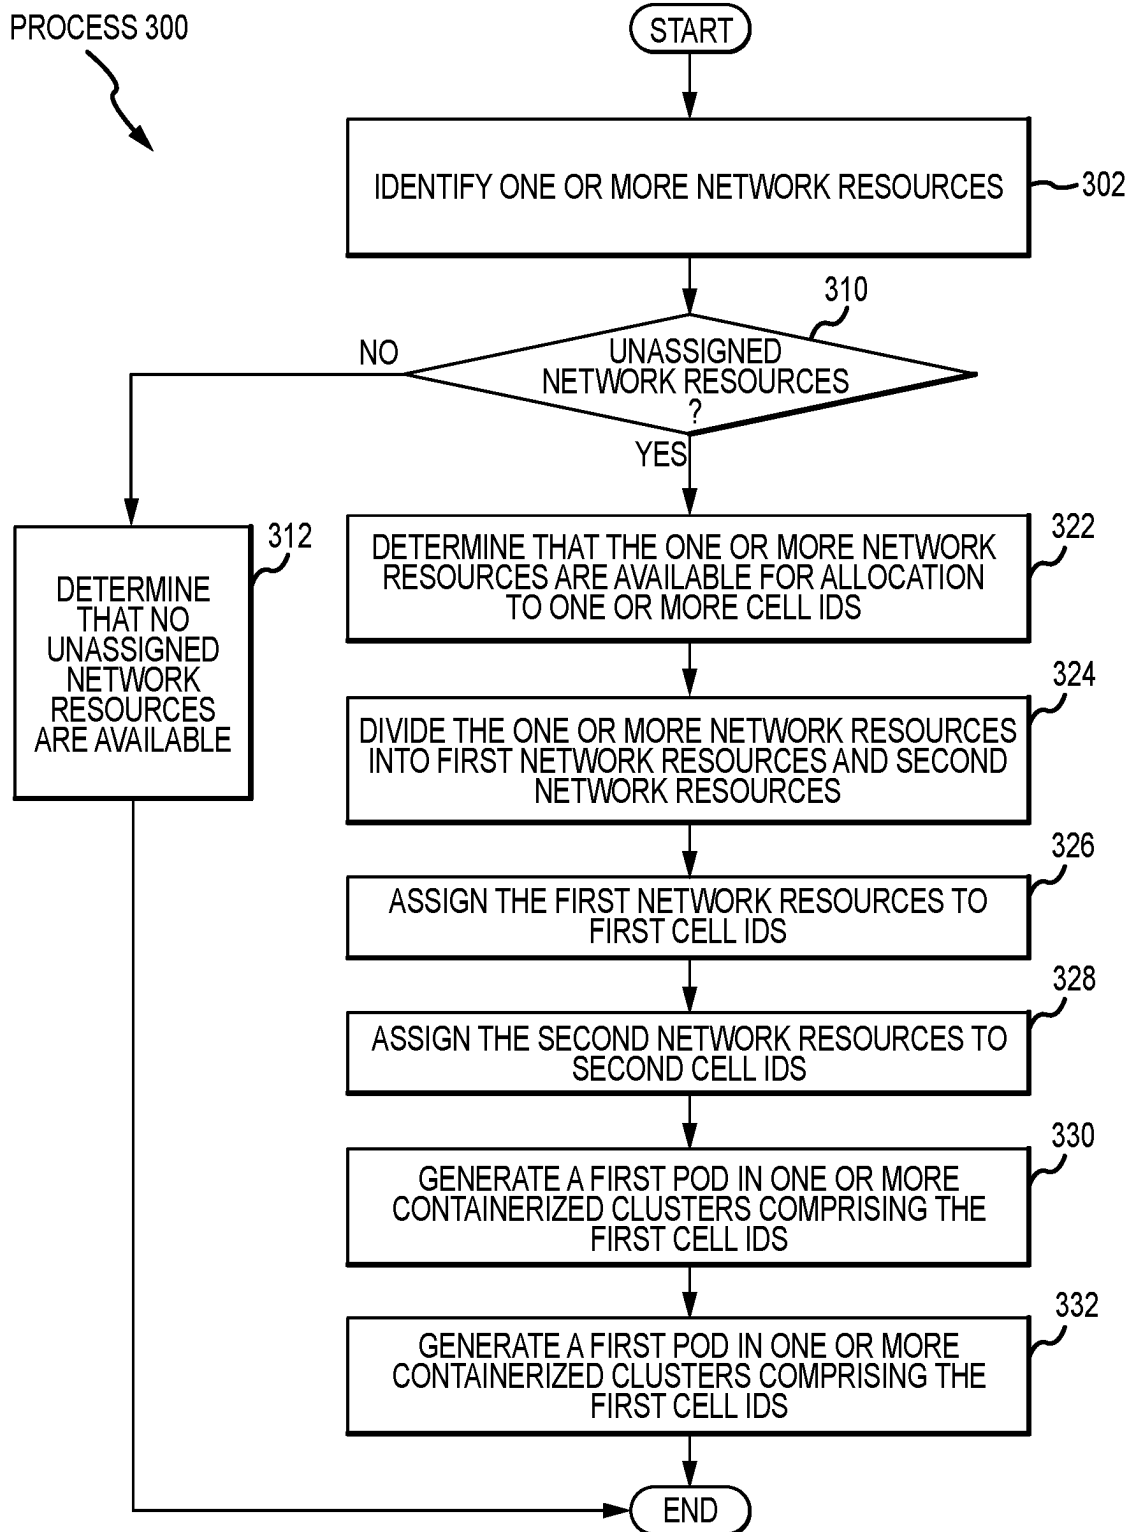 PROCESS 300
START
IDENTIFY ONE OR MORE NETWORK RESOURCES
302
310
UNASSIGNED
NETWORK RESOURCES
?
NO
YES
312
DETERMINE
THAT NO
UNASSIGNED
NETWORK
RESOURCES
ARE AVAILABLE
322
DETERMINE THAT THE ONE OR MORE NETWORK
RESOURCES ARE AVAILABLE FOR ALLOCATION
TO ONE OR MORE CELL IDS
324
DIVIDE THE ONE OR MORE NETWORK RESOURCES
INTO FIRST NETWORK RESOURCES AND SECOND
NETWORK RESOURCES
326
ASSIGN THE FIRST NETWORK RESOURCES TO
FIRST CELL IDS
328
ASSIGN THE SECOND NETWORK RESOURCES TO
SECOND CELL IDS
330
GENERATE A FIRST POD IN ONE OR MORE
CONTAINERIZED CLUSTERS COMPRISING THE
FIRST CELL IDS
332
GENERATE A FIRST POD IN ONE OR MORE
CONTAINERIZED CLUSTERS COMPRISING THE
FIRST CELL IDS
END